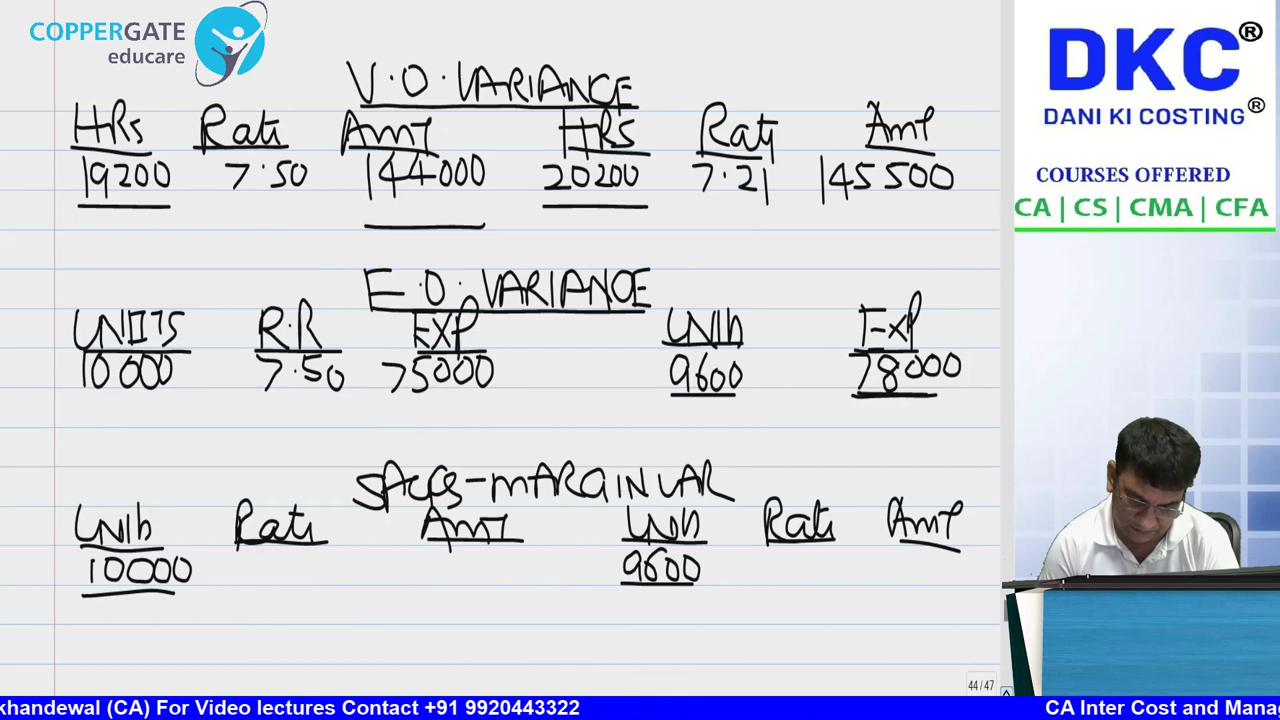 COPPERGATE
educare
V.O. VARIANCE
HRs Rate Amt HRS Rate Amt
19200 7.50 144000 20200 7.21 145500
F.O. VARIANCE
UNITS R.R EXP Units Exp
10000 7.50 75000 9600 78000
SALES-MARGIN VAR
Units Rate Amt Units Rate Amt
10000 9600
44/47
DKC®
DANI KI COSTING®
COURSES OFFERED
CA | CS | CMA | CFA
khandewal (CA) For Video lectures Contact +91 9920443322
CA Inter Cost and Mana